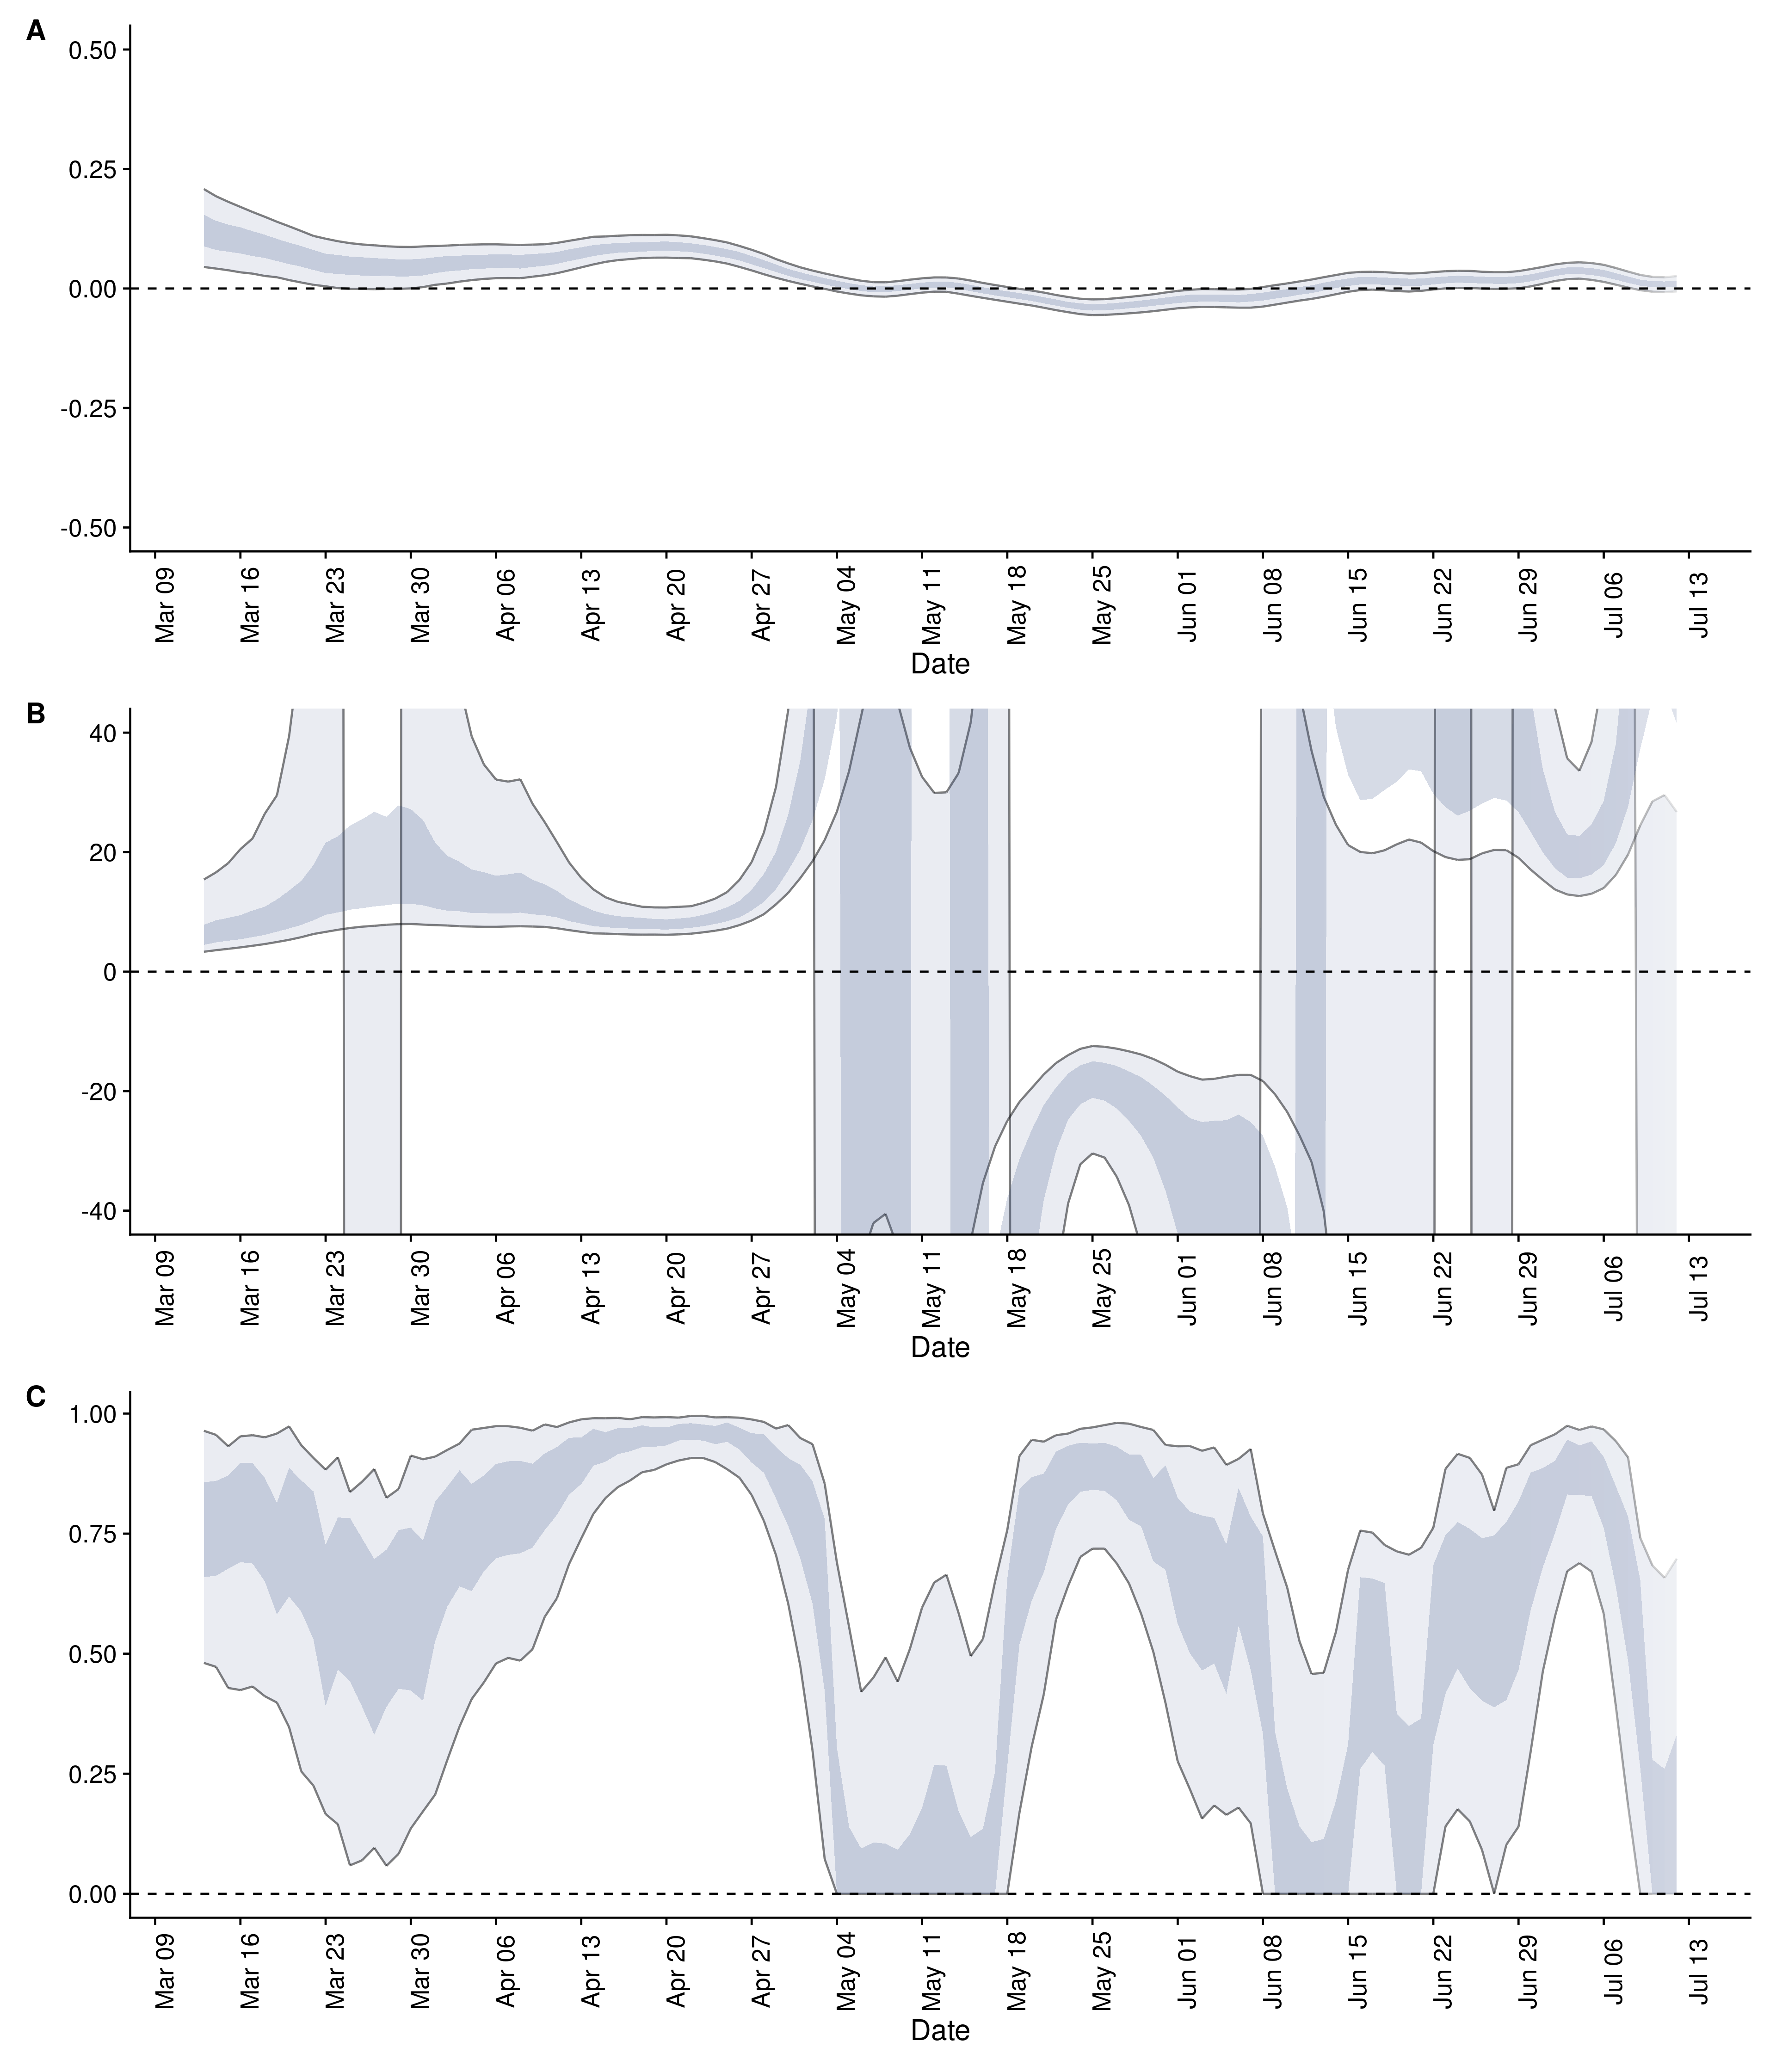 A
0.50
0.25
0.00
-0.25
-0.50
Mar 09
Mar 16
Mar 23
Mar 30
Apr 06
Apr 13
Apr 20
Apr 27
May 04
May 11
May 18
May 25
Jun 01
Jun 08
Jun 15
Jun 22
Jun 29
Jul 06
Jul 13
Date
B
40
20
0
-20
-40
Mar 09
Mar 16
Mar 23
Mar 30
Apr 06
Apr 13
Apr 20
Apr 27
May 04
May 11
May 18
May 25
Jun 01
Jun 08
Jun 15
Jun 22
Jun 29
Jul 06
Jul 13
Date
C
1.00
0.75
0.50
0.25
0.00
Mar 09
Mar 16
Mar 23
Mar 30
Apr 06
Apr 13
Apr 20
Apr 27
May 04
May 11
May 18
May 25
Jun 01
Jun 08
Jun 15
Jun 22
Jun 29
Jul 06
Jul 13
Date